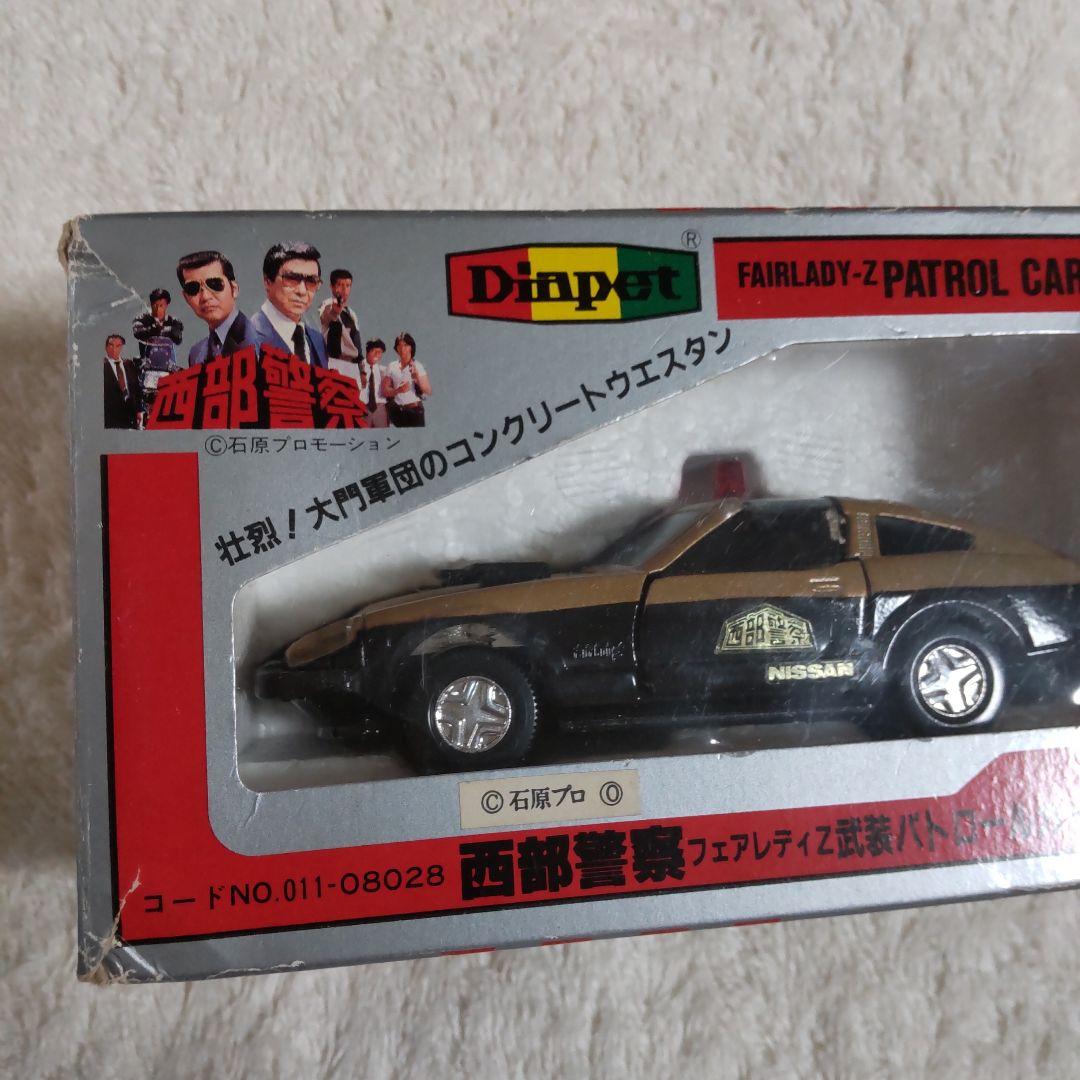 Diapet ®
FAIRLADY-Z PATROL CAR
西部警察
©石原プロモーション
壮烈!大門軍団のコンクリートウエスタン
西部警察
NISSAN
©石原プロ ⓪
コードNO.011-08028 西部警察 フェアレディZ武装パトロール